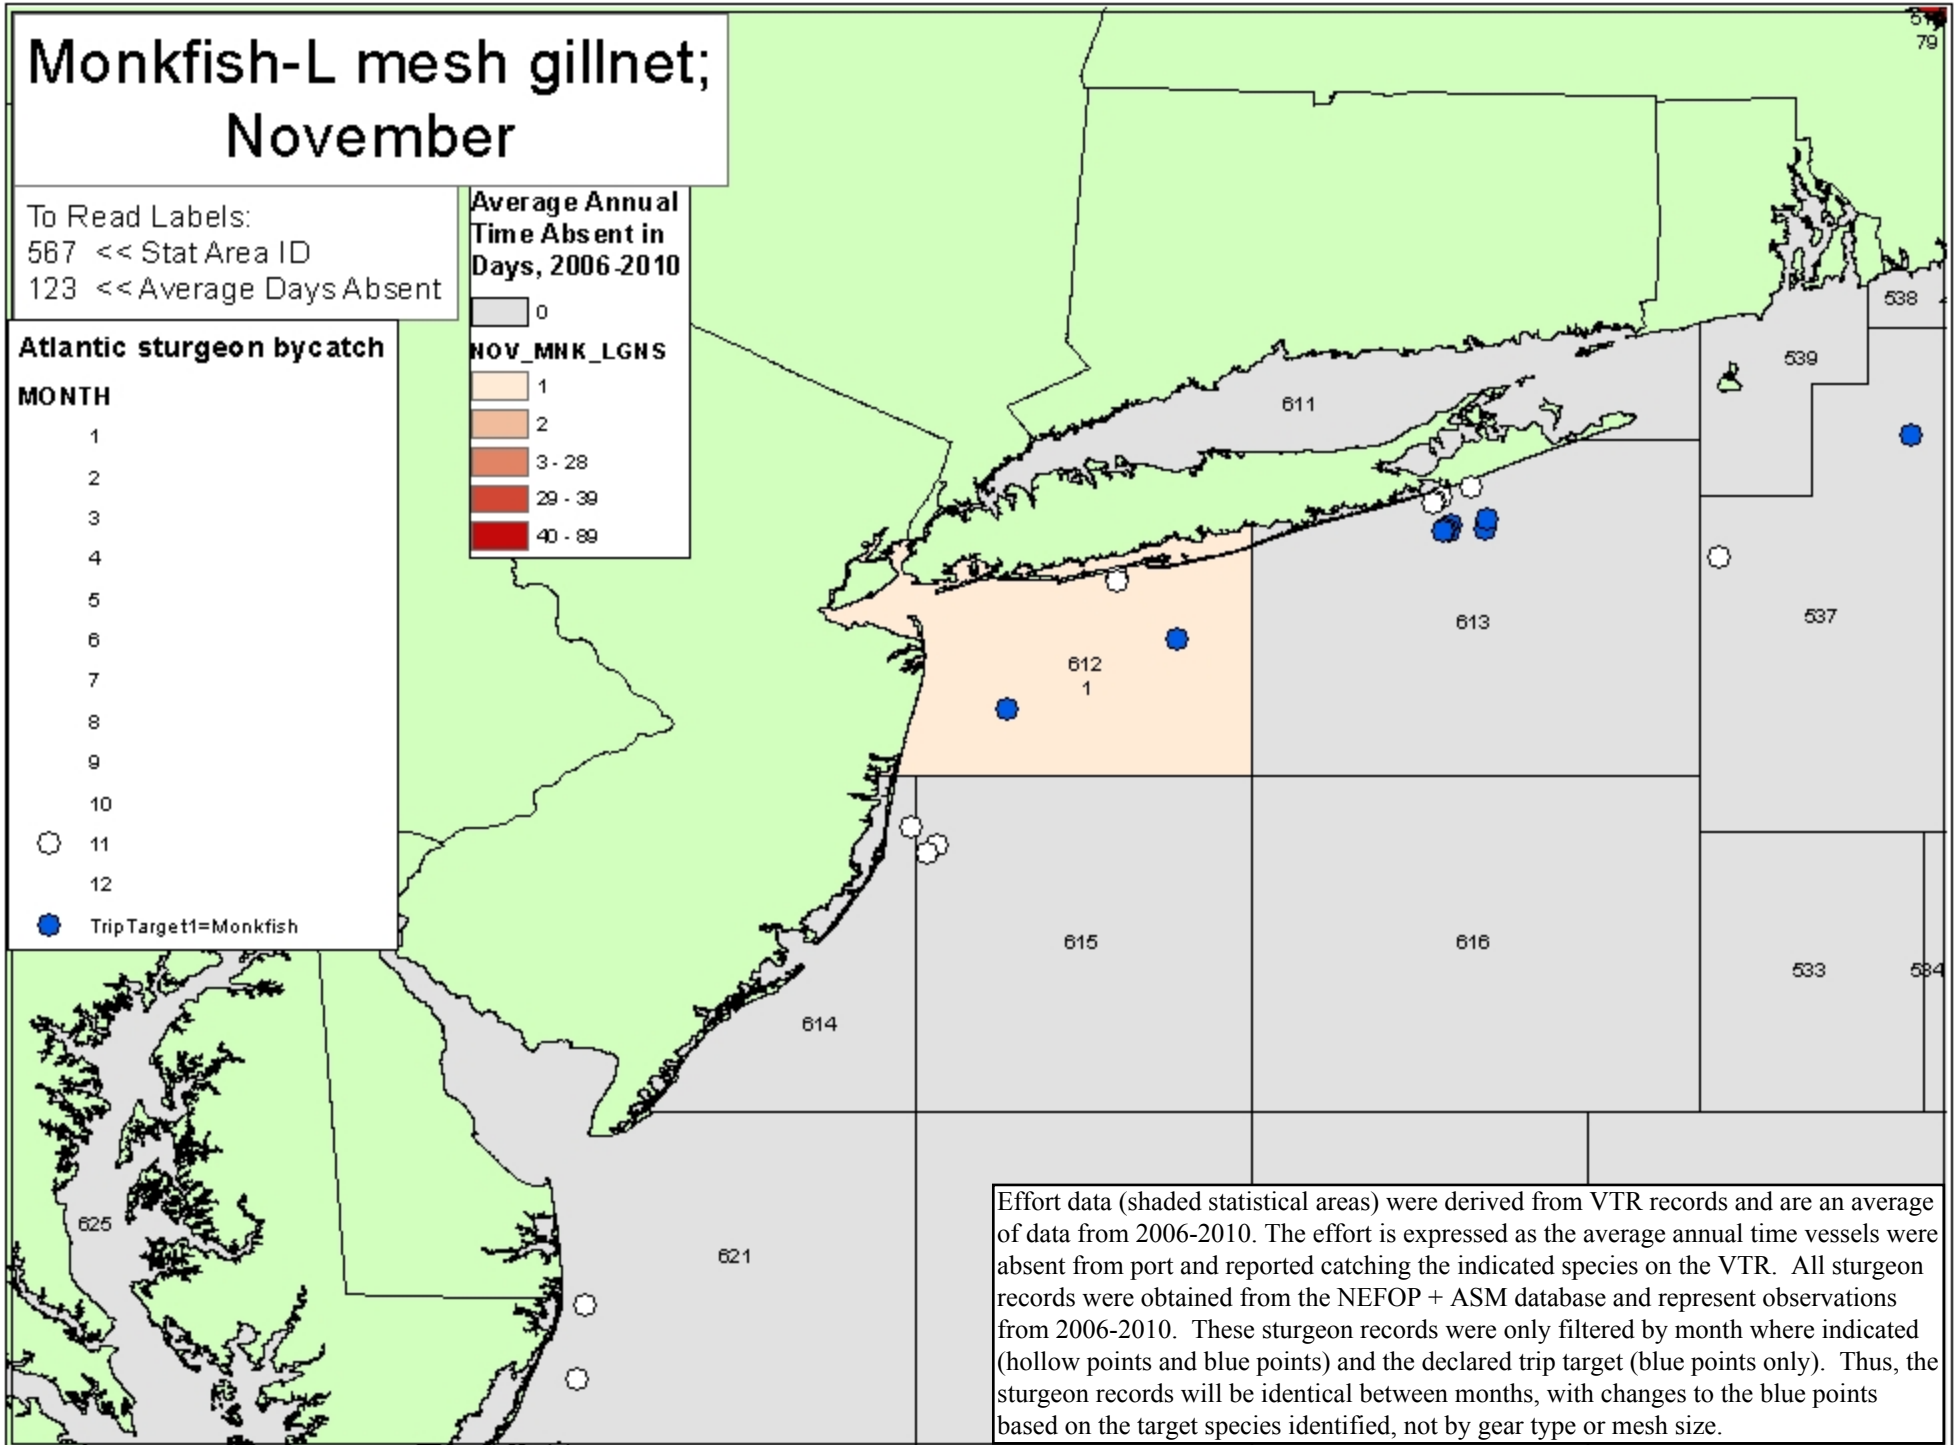 Monkfish-L mesh gillnet;
November
To Read Labels:
567 << Stat Area ID
123 <<Average Days Absent
Average Annual
Time Absent in
Days, 2006-2010
0
NOV_MNK_LGNS
1
2
3 - 28
29 - 39
40 - 89
Atlantic sturgeon bycatch
MONTH
1
2
3
4
5
6
7
8
9
10
11
12
TripTarget1=Monkfish
79
538
539
611
537
613
612
1
615
616
533
534
614
625
621
Effort data (shaded statistical areas) were derived from VTR records and are an average
of data from 2006-2010. The effort is expressed as the average annual time vessels were
absent from port and reported catching the indicated species on the VTR. All sturgeon
records were obtained from the NEFOP + ASM database and represent observations
from 2006-2010. These sturgeon records were only filtered by month where indicated
(hollow points and blue points) and the declared trip target (blue points only). Thus, the
sturgeon records will be identical between months, with changes to the blue points
based on the target species identified, not by gear type or mesh size.